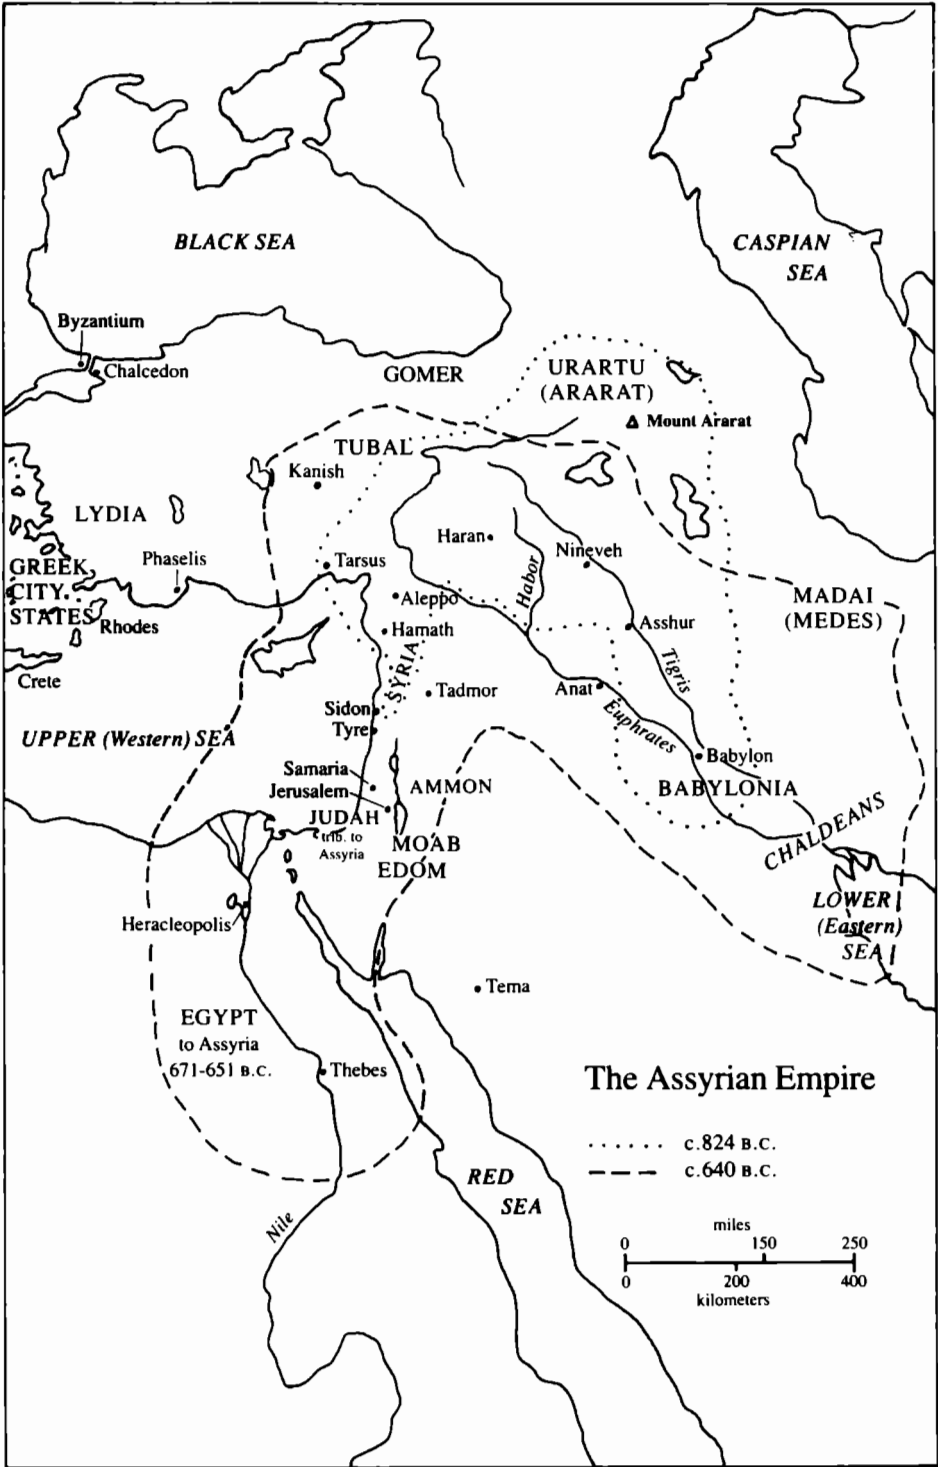 BLACK SEA
CASPIAN
SEA
Byzantium
Chalcedon
GOMER
URARTU
(ARARAT)
Mount Ararat
TUBAL
Kanish
LYDIA
Haran
Nineveh
Phaselis
Tarsus
GREEK
CITY
STATES
Habor
Aleppo
MADAI
(MEDES)
Rhodes
Hamath
Asshur
Crete
SYRIA
Tigris
Tadmor
Anat
Sidon
Tyre
Euphrates
UPPER (Western) SEA
Babylon
Samaria
Jerusalem
AMMON
BABYLONIA
JUDAH
trib. to
Assyria
MOAB
EDOM
CHALDEANS
LOWER
(Eastern)
SEA
Heracleopolis
Tema
EGYPT
to Assyria
671-651 B.C.
Thebes
The Assyrian Empire
c.824 B.C.
c.640 B.C.
RED
SEA
Nile
miles
0 150 250
0 200 400
kilometers